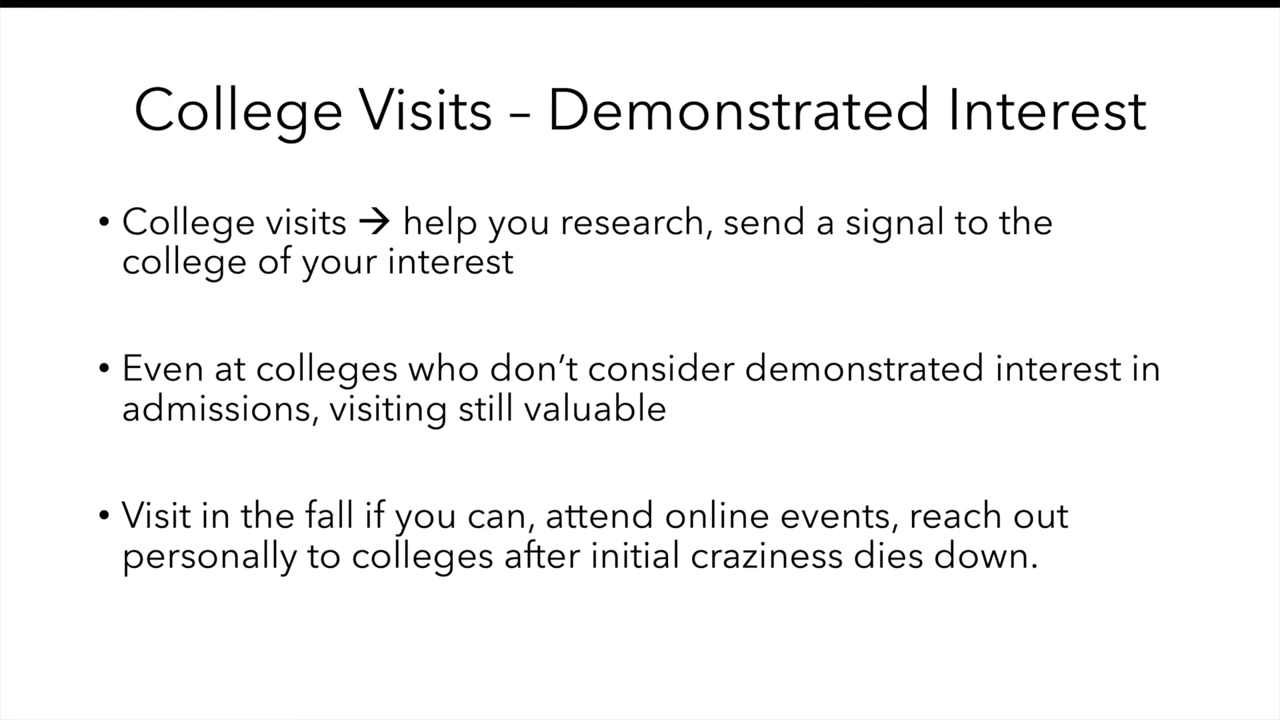 College Visits – Demonstrated Interest
• College visits → help you research, send a signal to the
college of your interest
• Even at colleges who don’t consider demonstrated interest in
admissions, visiting still valuable
• Visit in the fall if you can, attend online events, reach out
personally to colleges after initial craziness dies down.